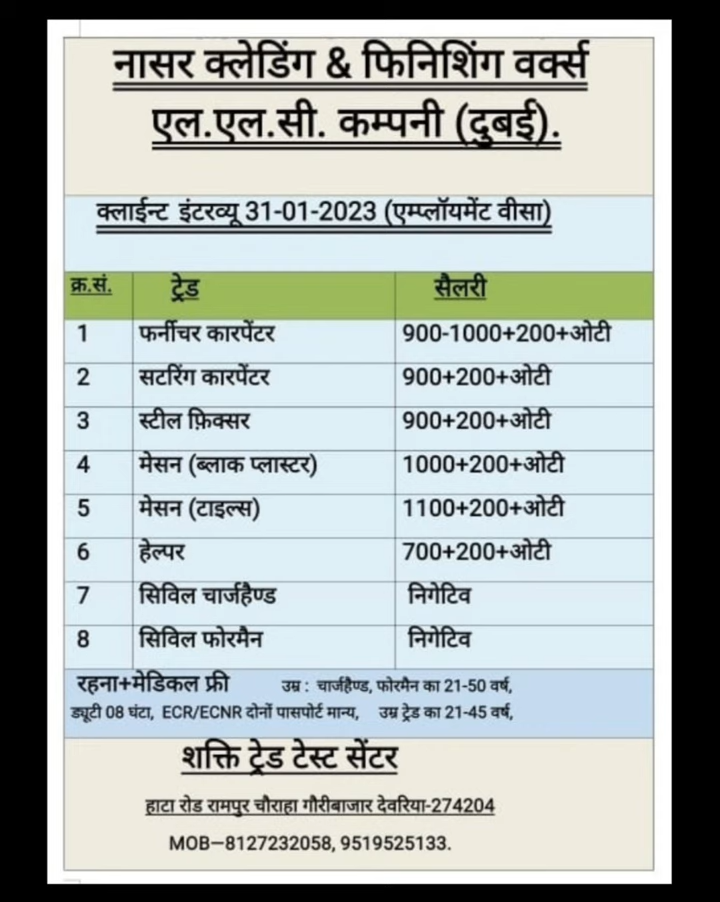 नासर क्लेडिंग & फिनिशिंग वर्क्स
एल.एल.सी. कम्पनी (दुबई).
क्लाईन्ट इंटरव्यू 31-01-2023 (एम्प्लॉयमेंट वीसा)
क्र.सं. ट्रेड सैलरी
1 फर्नीचर कारपेंटर 900-1000+200+ओटी
2 सटरिंग कारपेंटर 900+200+ओटी
3 स्टील फ़िक्सर 900+200+ओटी
4 मेसन (ब्लाक प्लास्टर) 1000+200+ओटी
5 मेसन (टाइल्स) 1100+200+ओटी
6 हेल्पर 700+200+ओटी
7 सिविल चार्जहैण्ड निगेटिव
8 सिविल फोरमैन निगेटिव
रहना+मेडिकल फ्री उम्र : चार्जहैण्ड, फोरमैन का 21-50 वर्ष,
ड्यूटी 08 घंटा, ECR/ECNR दोनों पासपोर्ट मान्य, उम्र ट्रेड का 21-45 वर्ष,
शक्ति ट्रेड टेस्ट सेंटर
हाटा रोड रामपुर चौराहा गौरीबाजार देवरिया-274204
MOB–8127232058, 9519525133.